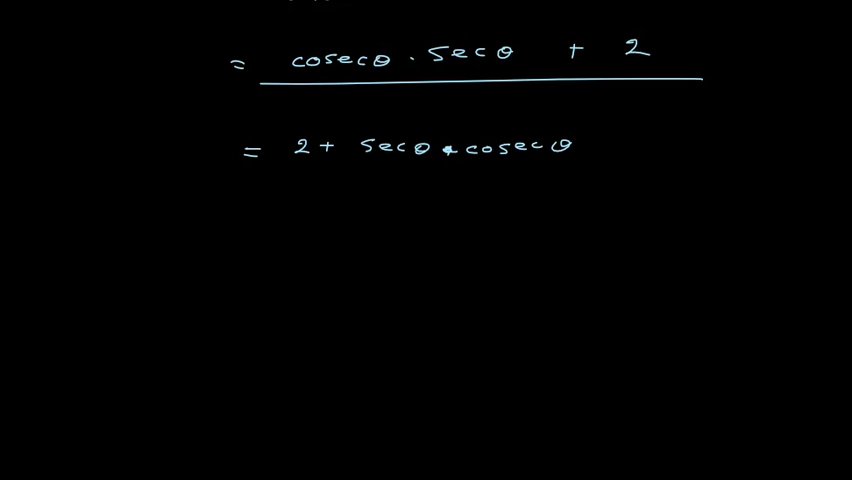 = cosecθ . secθ + 2
= 2 + secθ . cosecθ